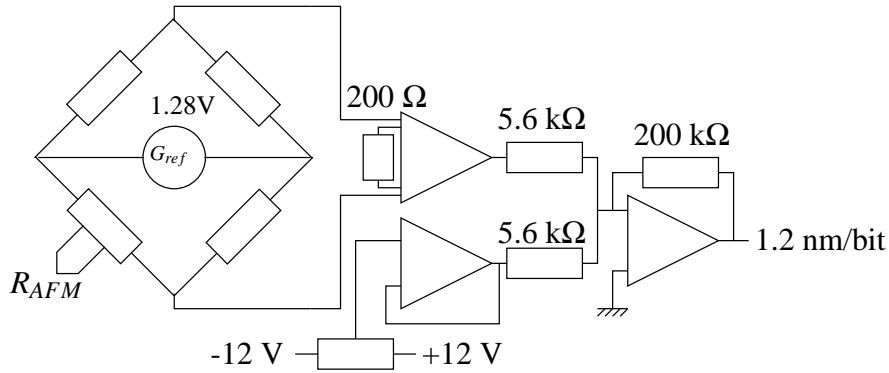 1.28V
G_ref
R_AFM
200 Ω
5.6 kΩ
200 kΩ
5.6 kΩ
1.2 nm/bit
-12 V
+12 V